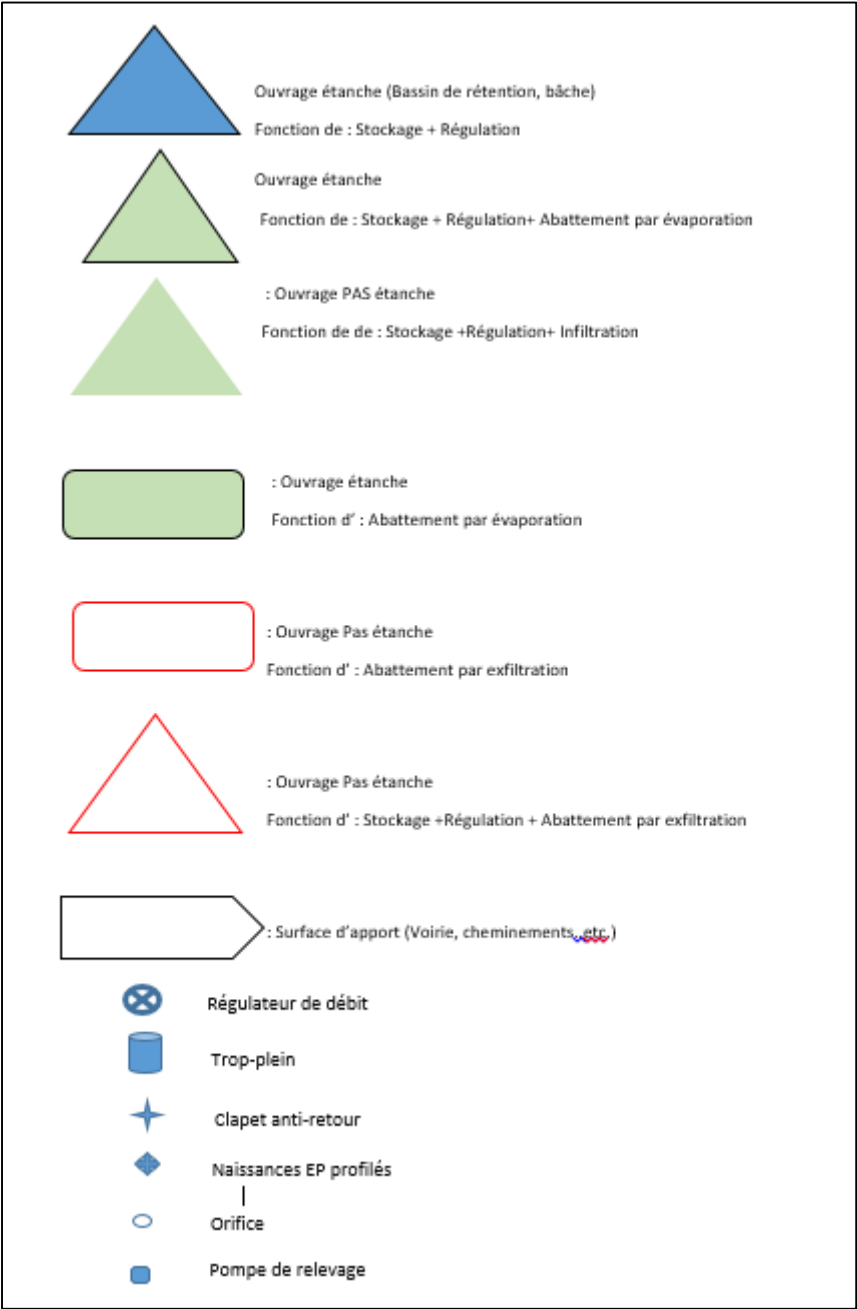 Ouvrage étanche (Bassin de rétention, bâche)
Fonction de : Stockage + Régulation
Ouvrage étanche
Fonction de : Stockage + Régulation+ Abattement par évaporation
: Ouvrage PAS étanche
Fonction de de : Stockage +Régulation+ Infiltration
: Ouvrage étanche
Fonction d' : Abattement par évaporation
: Ouvrage Pas étanche
Fonction d' : Abattement par exfiltration
: Ouvrage Pas étanche
Fonction d' : Stockage +Régulation + Abattement par exfiltration
: Surface d'apport (Voirie, cheminements, etc.)
Régulateur de débit
Trop-plein
Clapet anti-retour
Naissances EP profilés
Orifice
Pompe de relevage